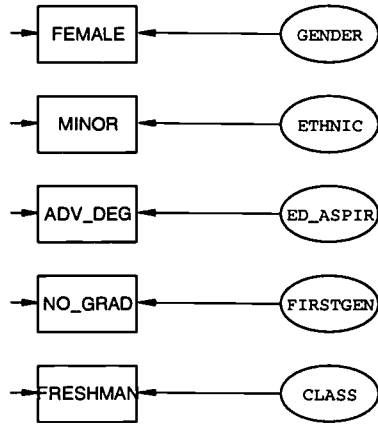 FEMALE GENDER
MINOR ETHNIC
ADV_DEG ED_ASPIR
NO_GRAD FIRSTGEN
FRESHMAN CLASS